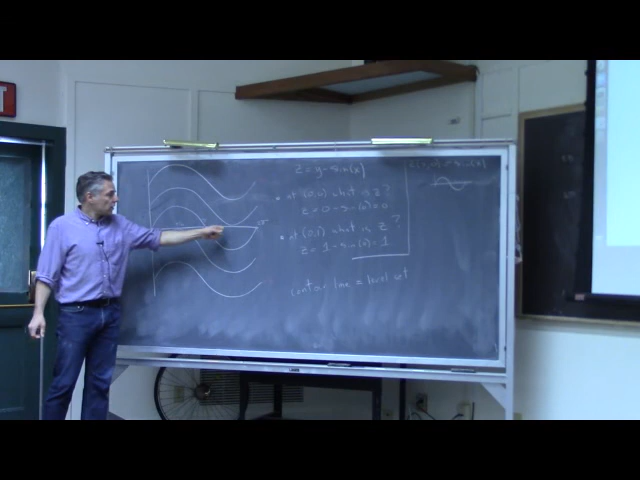 z = y - sin(x)
• at (0,0) what is z?
z = 0 - sin(0) = 0
• at (0,1) what is z?
z = 1 - sin(0) = 1
contour line = level set